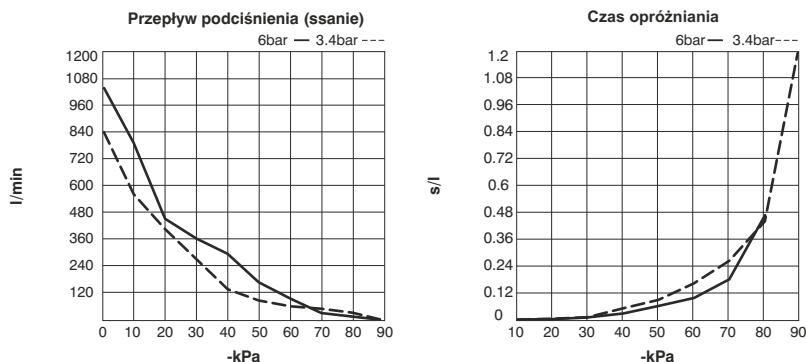 Przepływ podciśnienia (ssanie)
6bar 3.4bar
1200
1080
960
840
720
600
480
360
240
120
l/min
0 10 20 30 40 50 60 70 80 90
-kPa
Czas opróżniania
6bar 3.4bar
1.2
1.08
0.96
0.84
0.72
0.6
0.48
0.36
0.24
0.12
0
s/l
10 20 30 40 50 60 70 80 90
-kPa